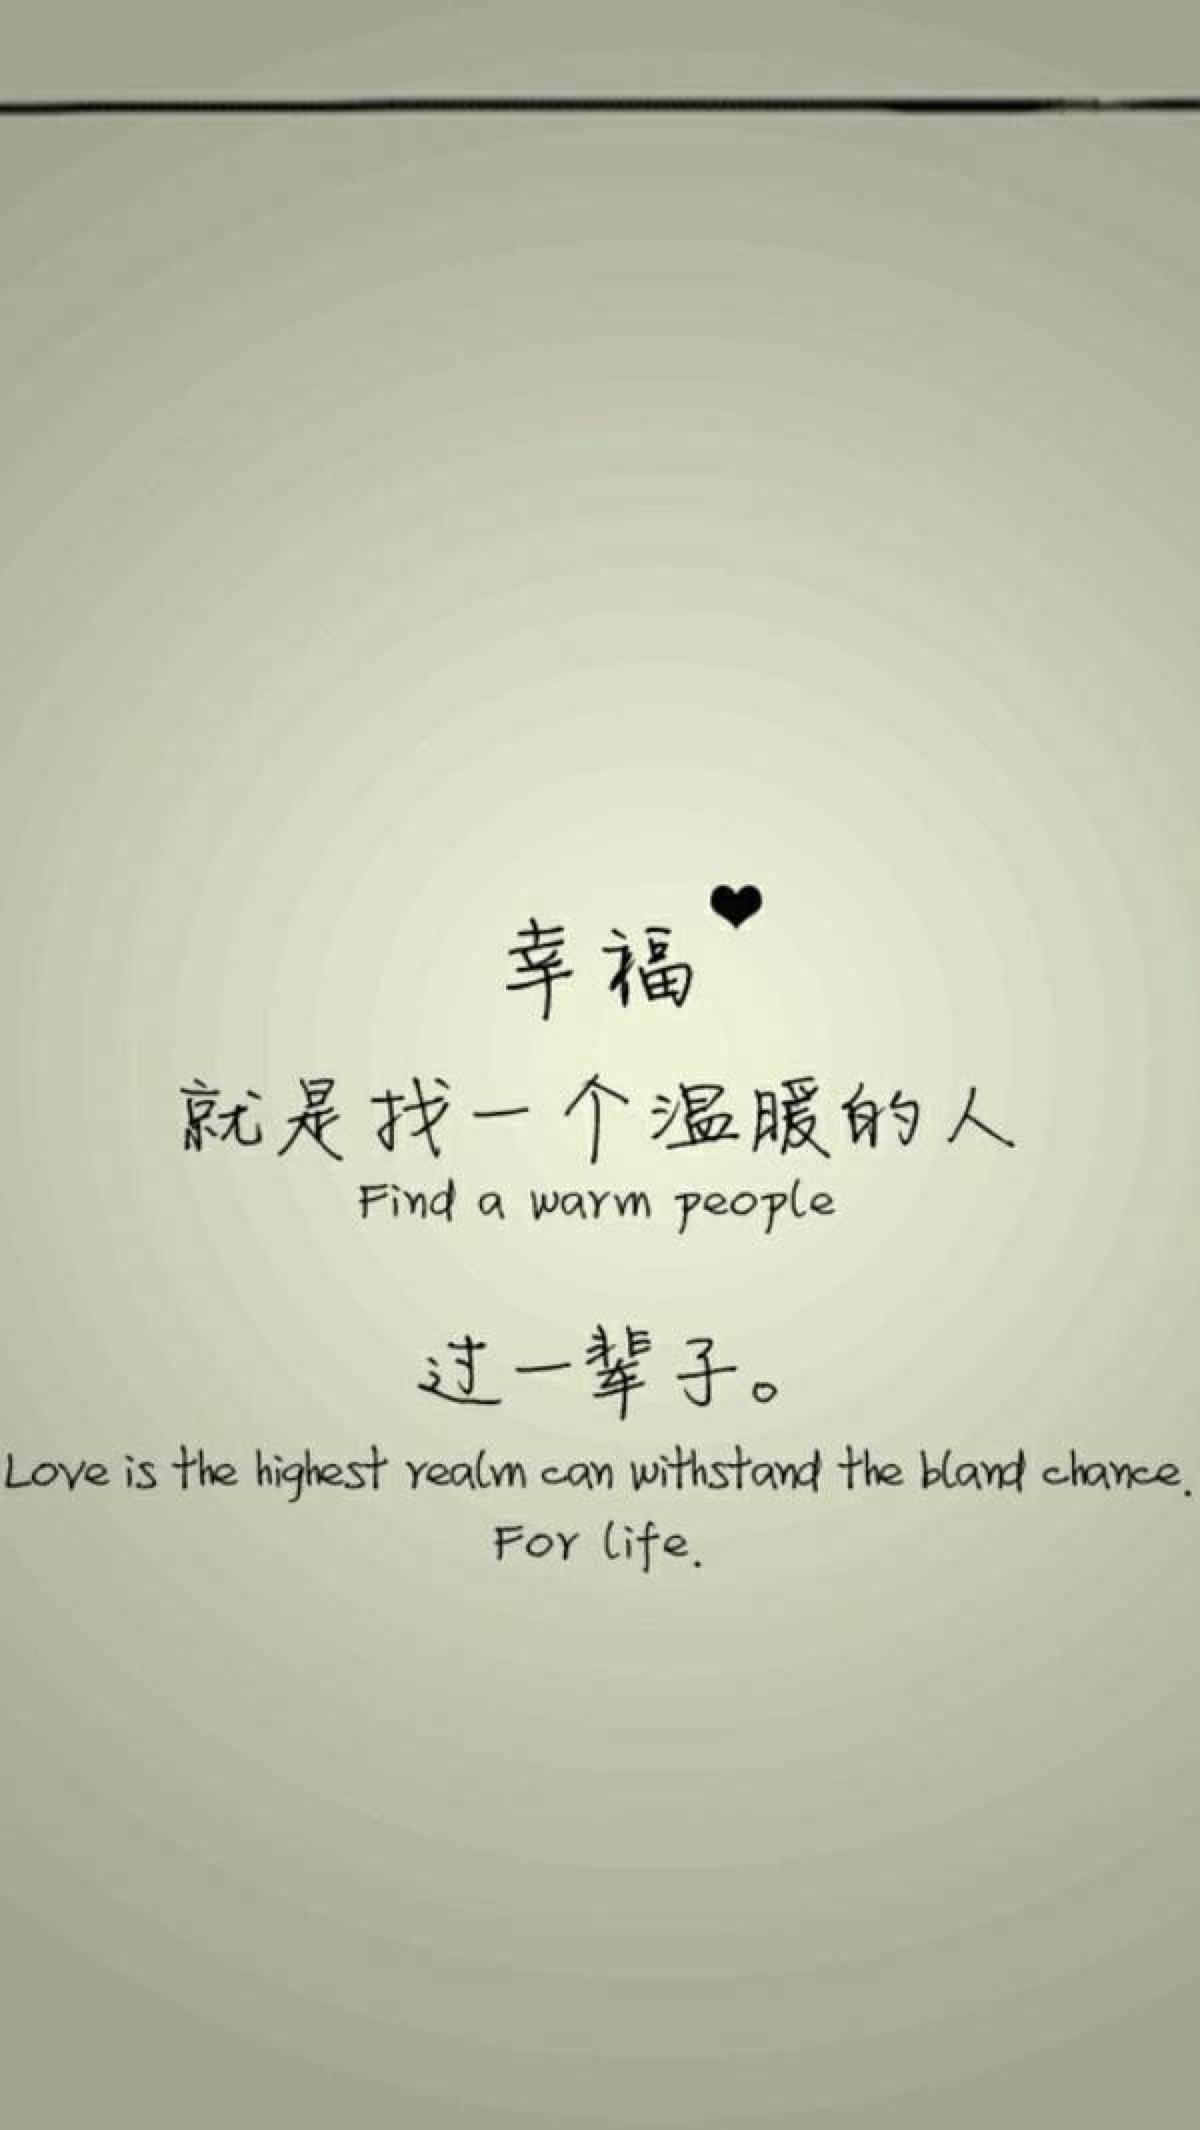 幸福
就是找一个温暖的人
Find a warm people
过一辈子。
Love is the highest realm can withstand the bland chance.
For life.